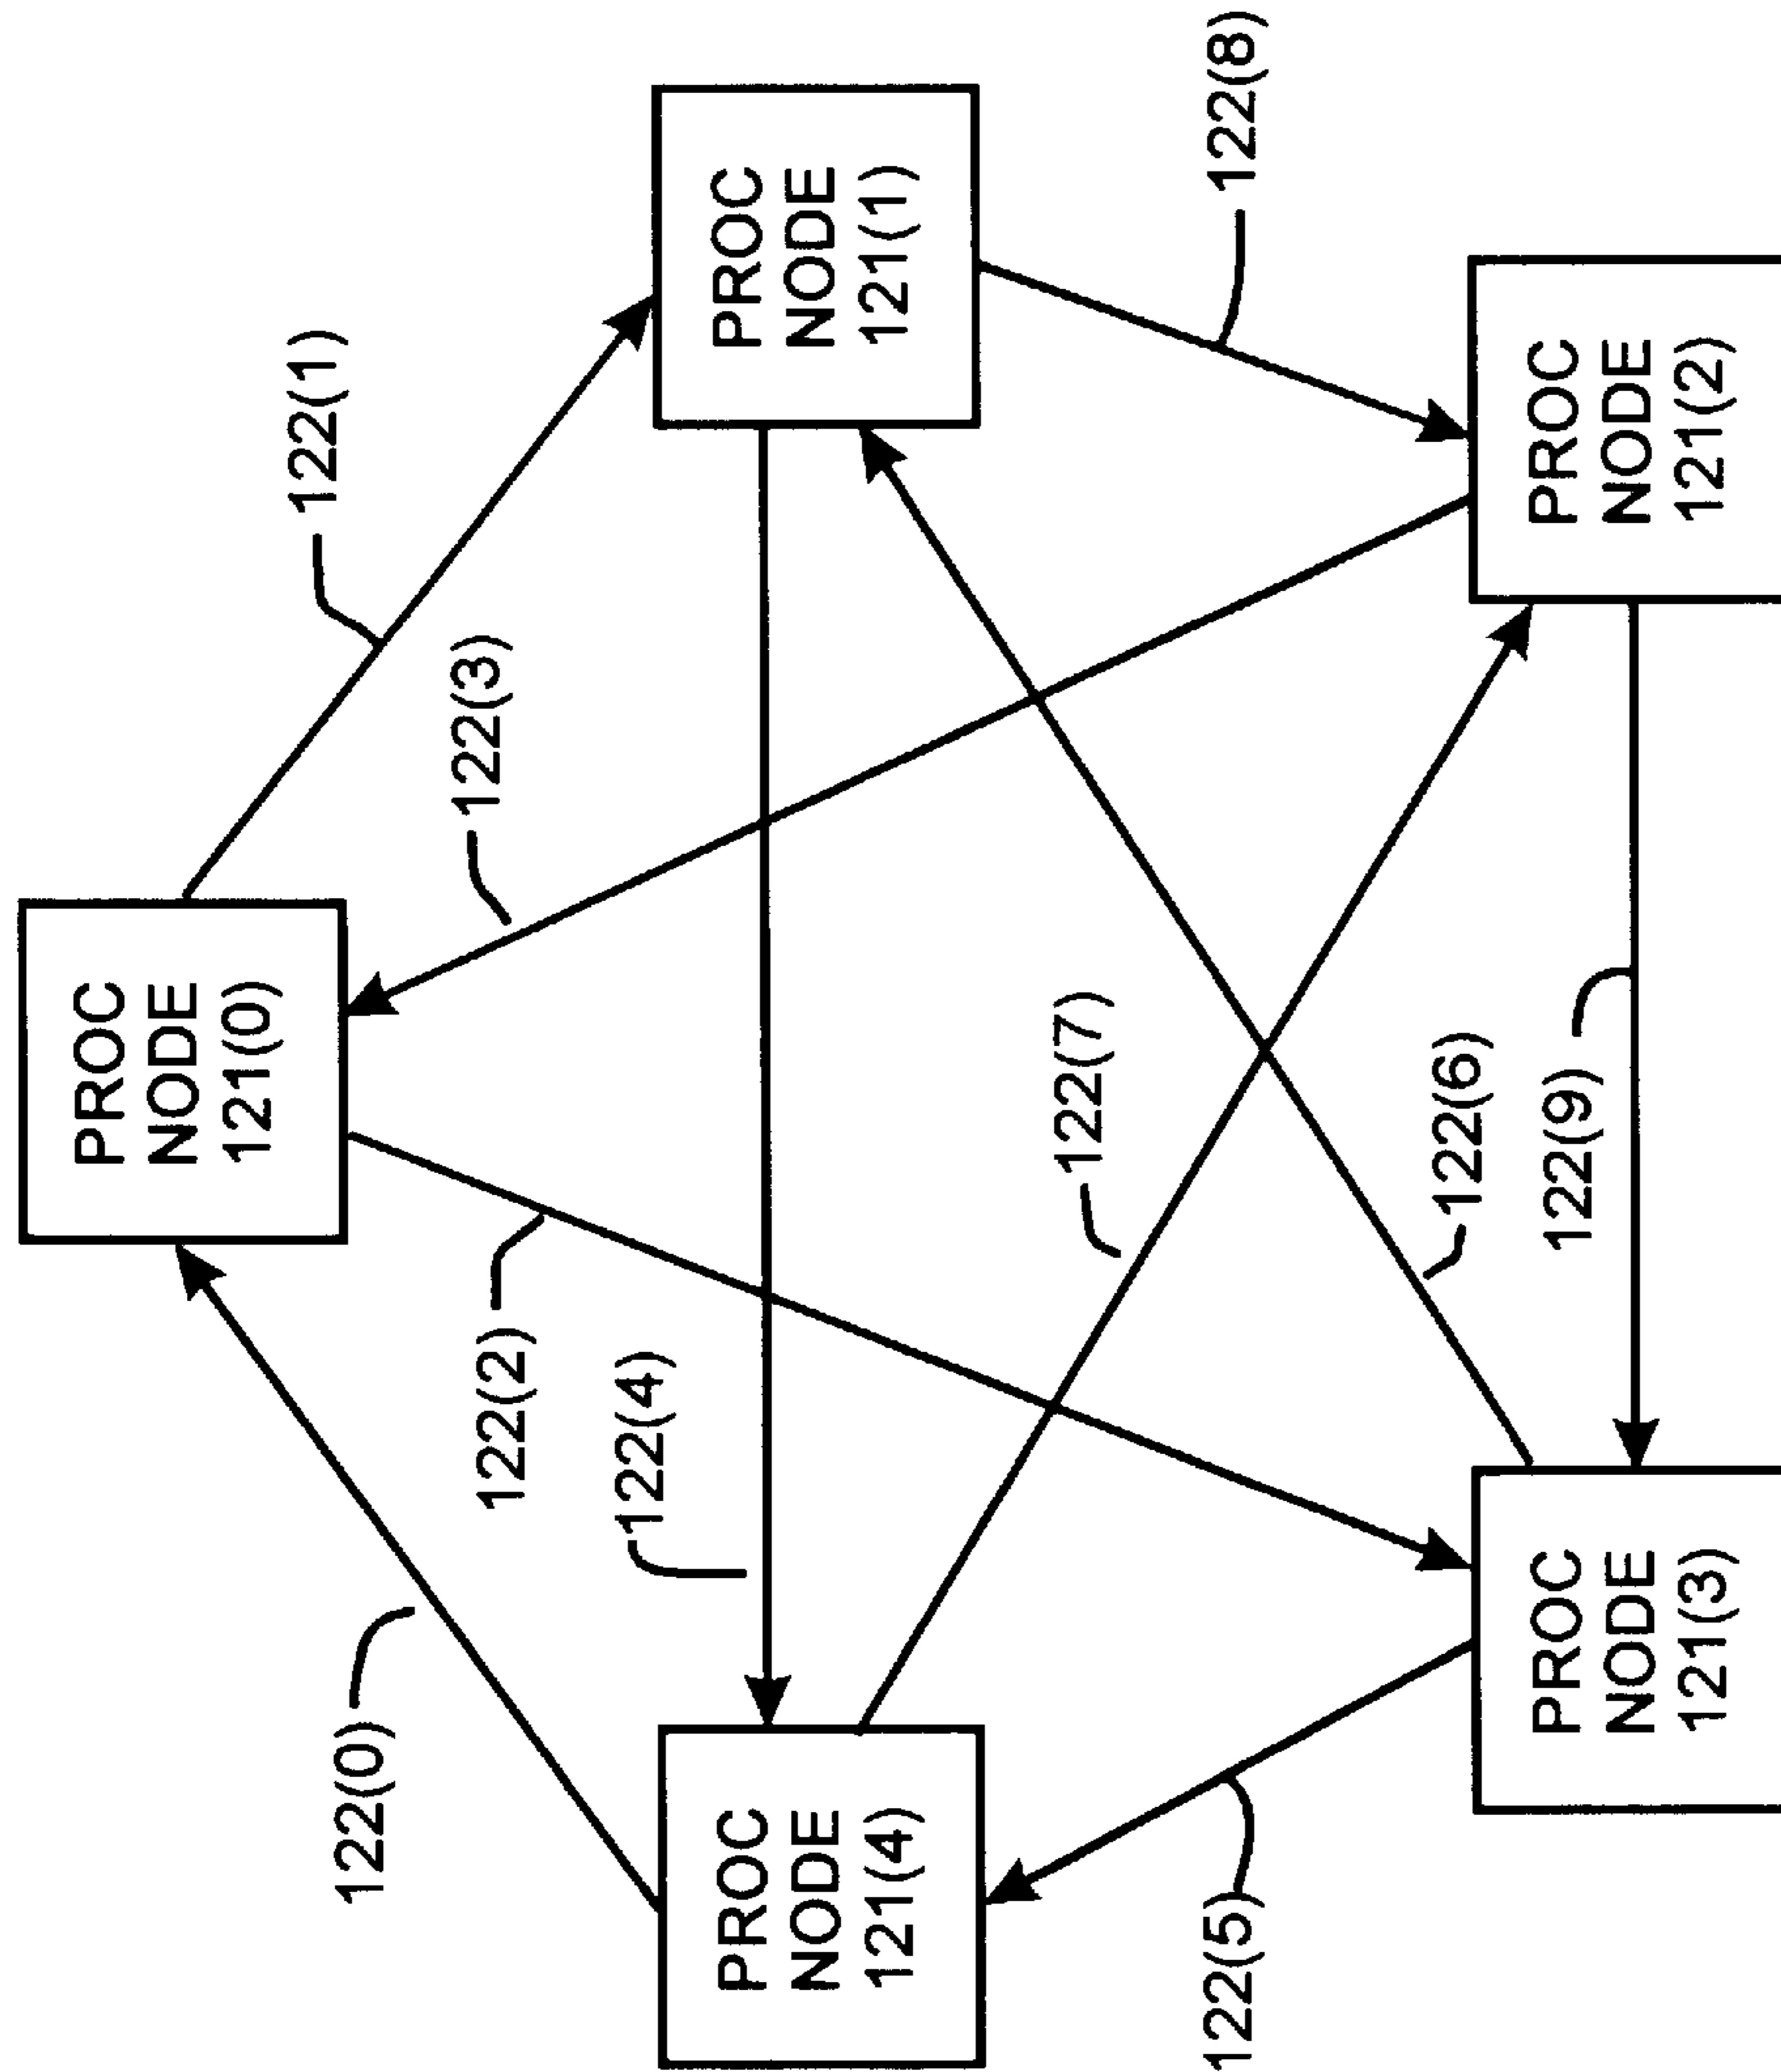 122(0)
PROC
NODE
121(0)
122(1)
122(2)
122(3)
122(4)
PROC
NODE
121(4)
PROC
NODE
121(1)
122(7)
122(5)
122(6)
122(8)
122(9)
PROC
NODE
121(3)
PROC
NODE
121(2)